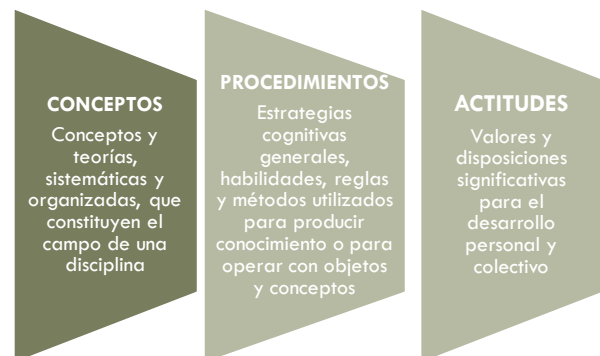 CONCEPTOS
Conceptos y
teorías,
sistemáticas y
organizadas, que
constituyen el
campo de una
disciplina
PROCEDIMIENTOS
Estrategias
cognitivas
generales,
habilidades, reglas
y métodos utilizados
para producir
conocimiento o para
operar con objetos
y conceptos
ACTITUDES
Valores y
disposiciones
significativas
para el
desarrollo
personal y
colectivo